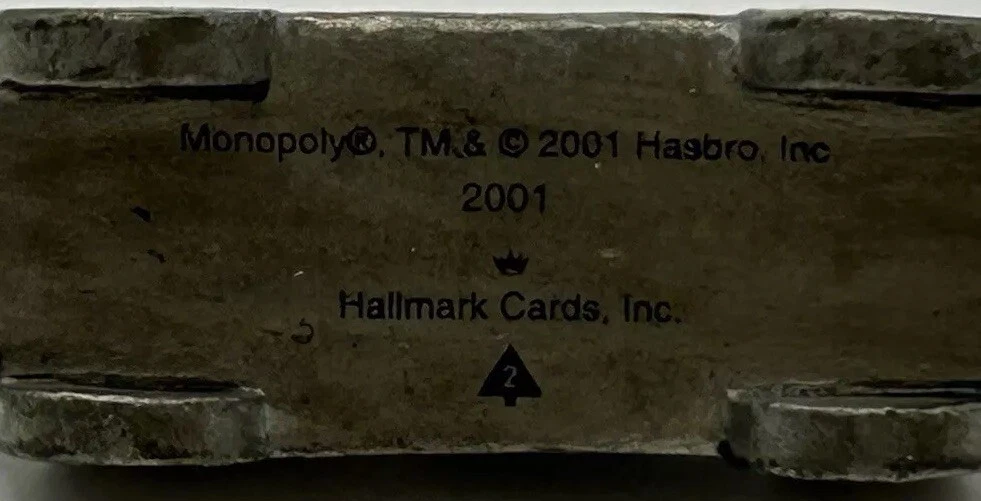 Monopoly®, TM & © 2001 Hasbro, Inc
2001
Hallmark Cards, Inc.
2